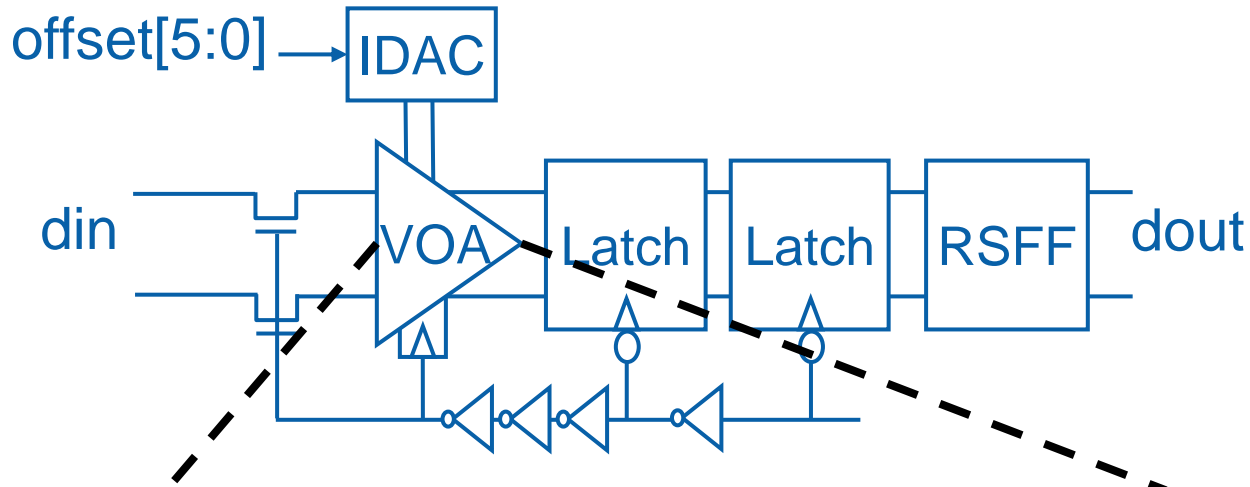 offset[5:0]
IDAC
din
VOA
Latch
Latch
RSFF
dout